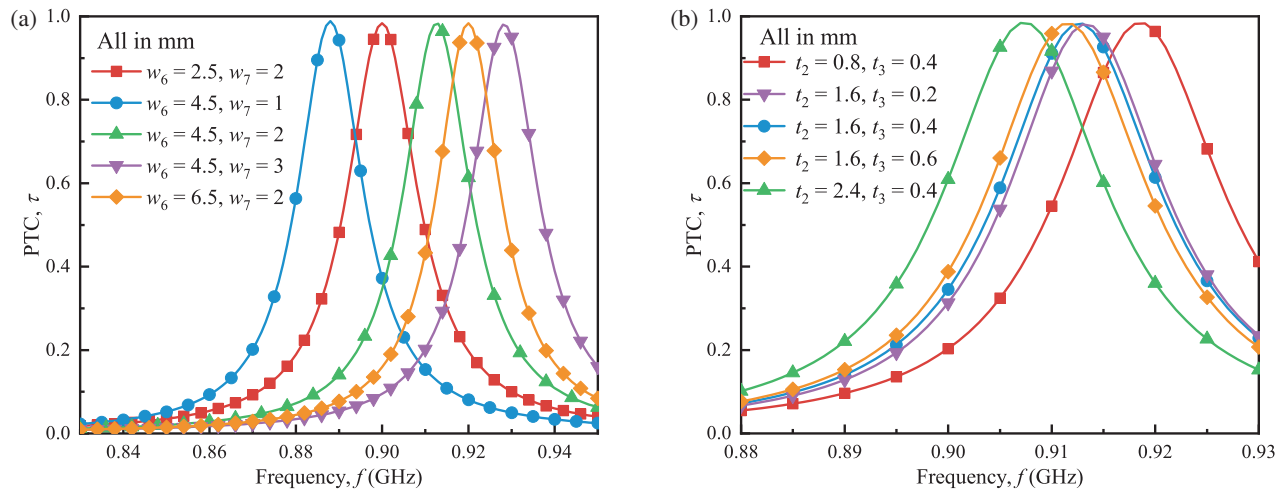 (a)
1.0
0.8
0.6
0.4
0.2
0.0
PTC, τ
All in mm
w6 = 2.5, w7 = 2
w6 = 4.5, w7 = 1
w6 = 4.5, w7 = 2
w6 = 4.5, w7 = 3
w6 = 6.5, w7 = 2
0.84 0.86 0.88 0.90 0.92 0.94
Frequency, f (GHz)
(b)
1.0
0.8
0.6
0.4
0.2
0.0
PTC, τ
All in mm
t2 = 0.8, t3 = 0.4
t2 = 1.6, t3 = 0.2
t2 = 1.6, t3 = 0.4
t2 = 1.6, t3 = 0.6
t2 = 2.4, t3 = 0.4
0.88 0.89 0.90 0.91 0.92 0.93
Frequency, f (GHz)